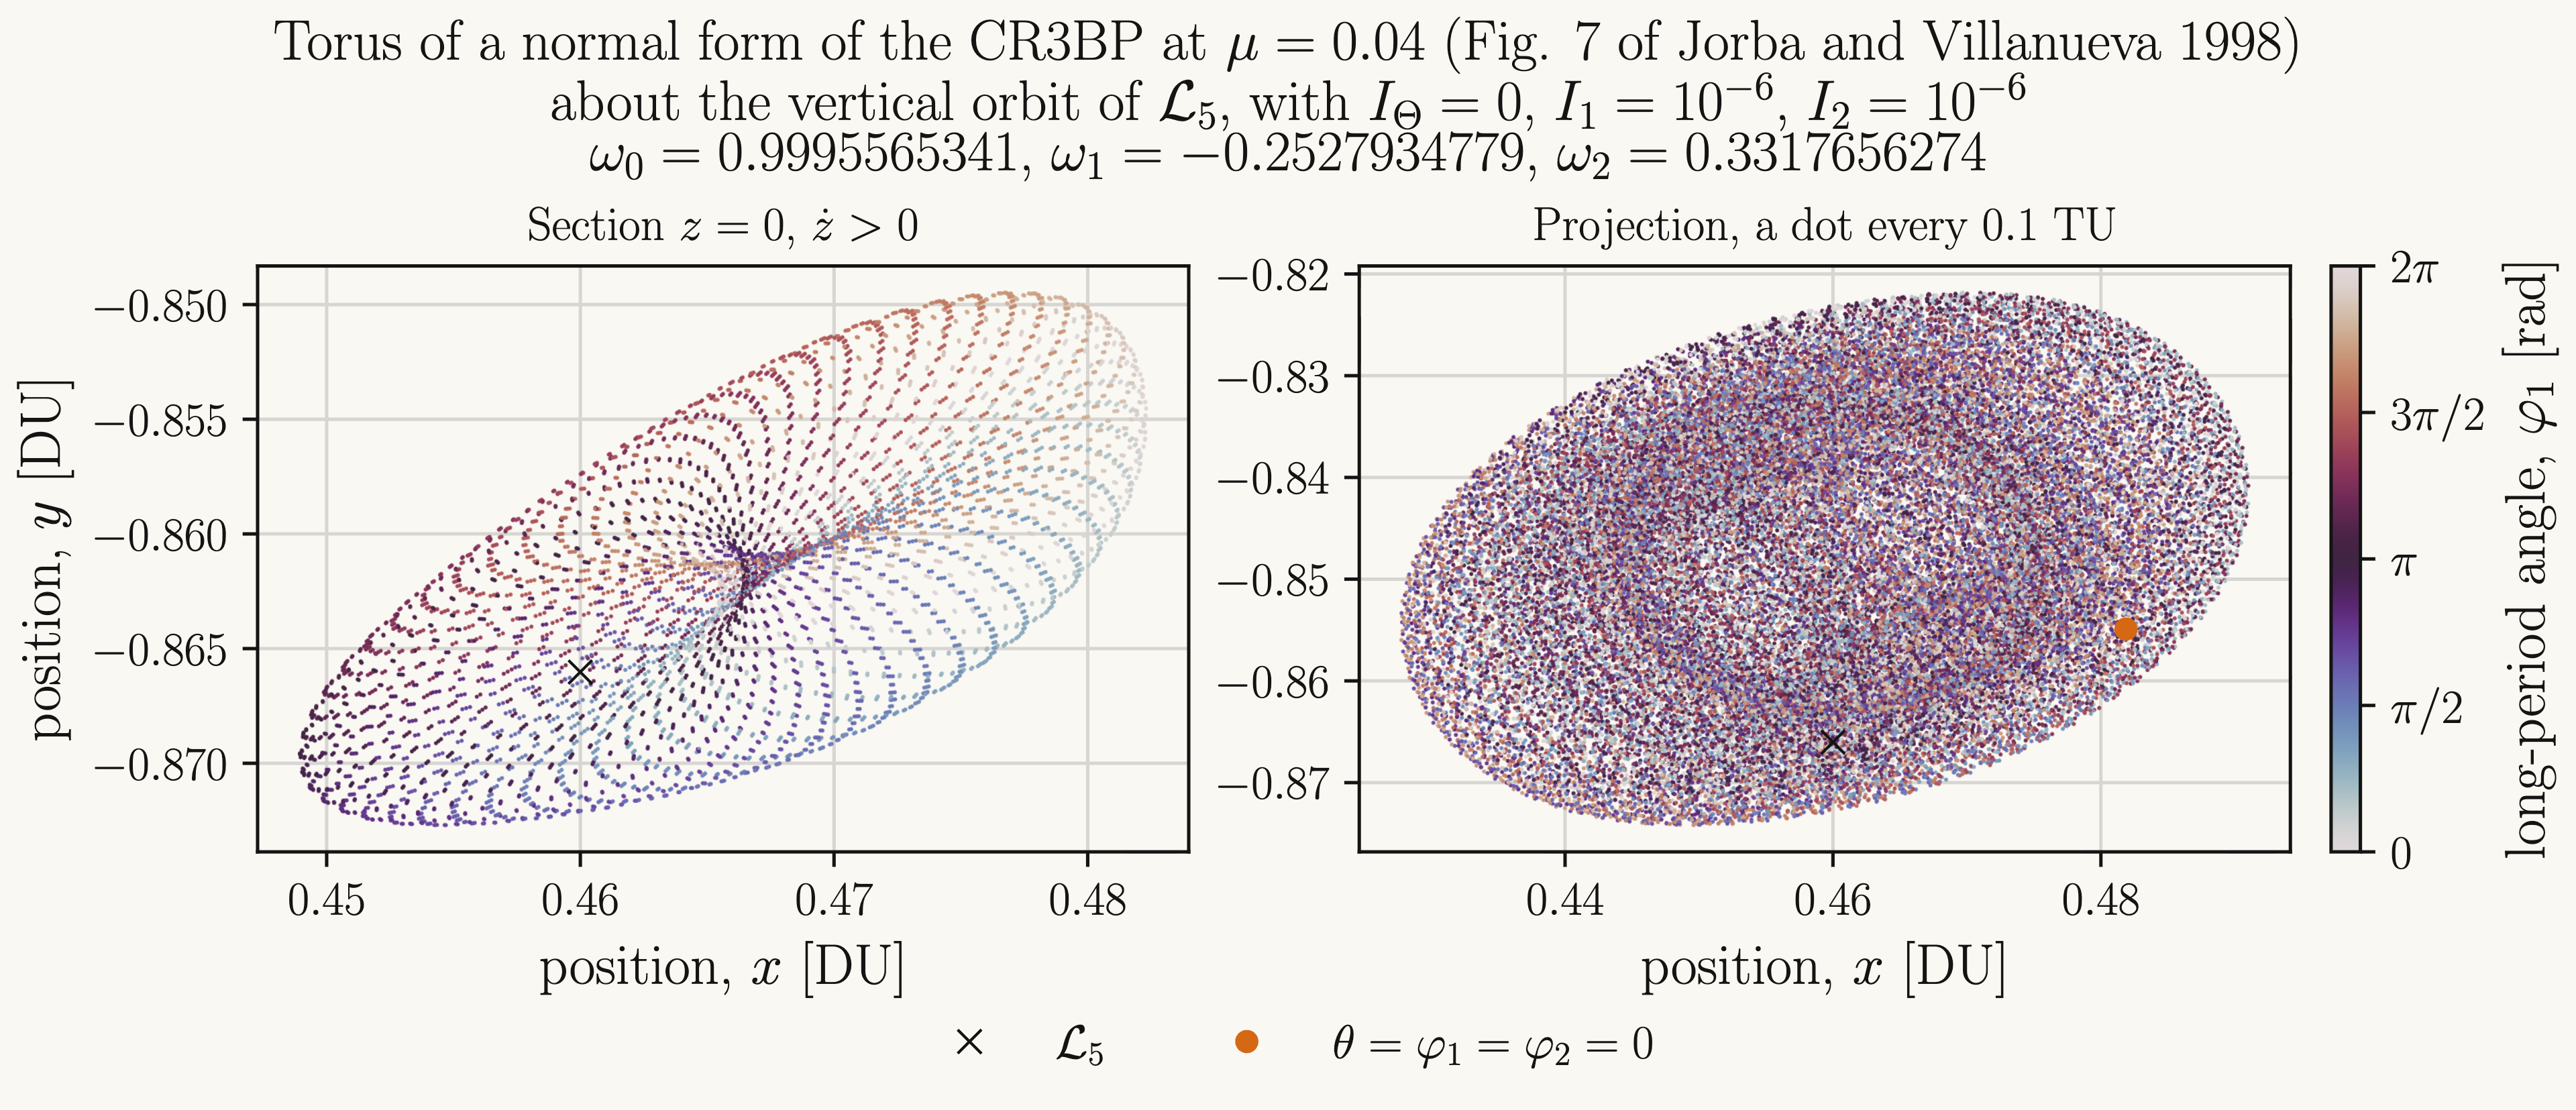 Torus of a normal form of the CR3BP at μ = 0.04 (Fig. 7 of Jorba and Villanueva 1998)
about the vertical orbit of 𝓛₅, with I_Θ = 0, I₁ = 10⁻⁶, I₂ = 10⁻⁶
ω₀ = 0.9995565341, ω₁ = −0.2527934779, ω₂ = 0.3317656274
Section z = 0, ż > 0
−0.850
−0.855
−0.860
−0.865
−0.870
position, y [DU]
0.45 0.46 0.47 0.48
position, x [DU]
Projection, a dot every 0.1 TU
−0.82
−0.83
−0.84
−0.85
−0.86
−0.87
0.44 0.46 0.48
position, x [DU]
2π
3π/2
π
π/2
0
long-period angle, φ₁ [rad]
× 𝓛₅
θ = φ₁ = φ₂ = 0